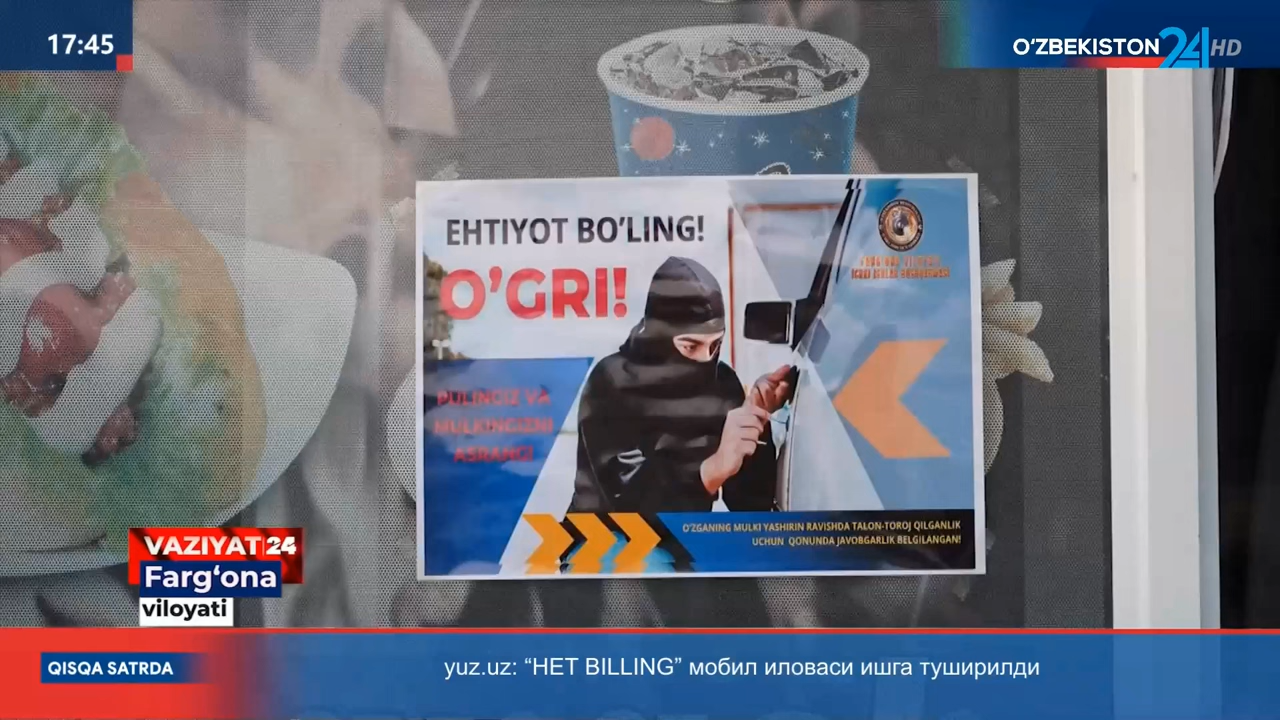 17:45
O‘ZBEKISTON 24 HD
EHTIYOT BO’LING!
O’GRI!
PULINGIZ VA
MULKINGIZNI
ASRANG!
O’ZGANING MULKI YASHIRIN RAVISHDA TALON-TOROJ QILGANLIK
UCHUN QONUNDA JAVOBGARLIK BELGILANGAN!
VAZIYAT 24
Farg‘ona
viloyati
QISQA SATRDA
yuz.uz: “HET BILLING” мобил иловаси ишга туширилди